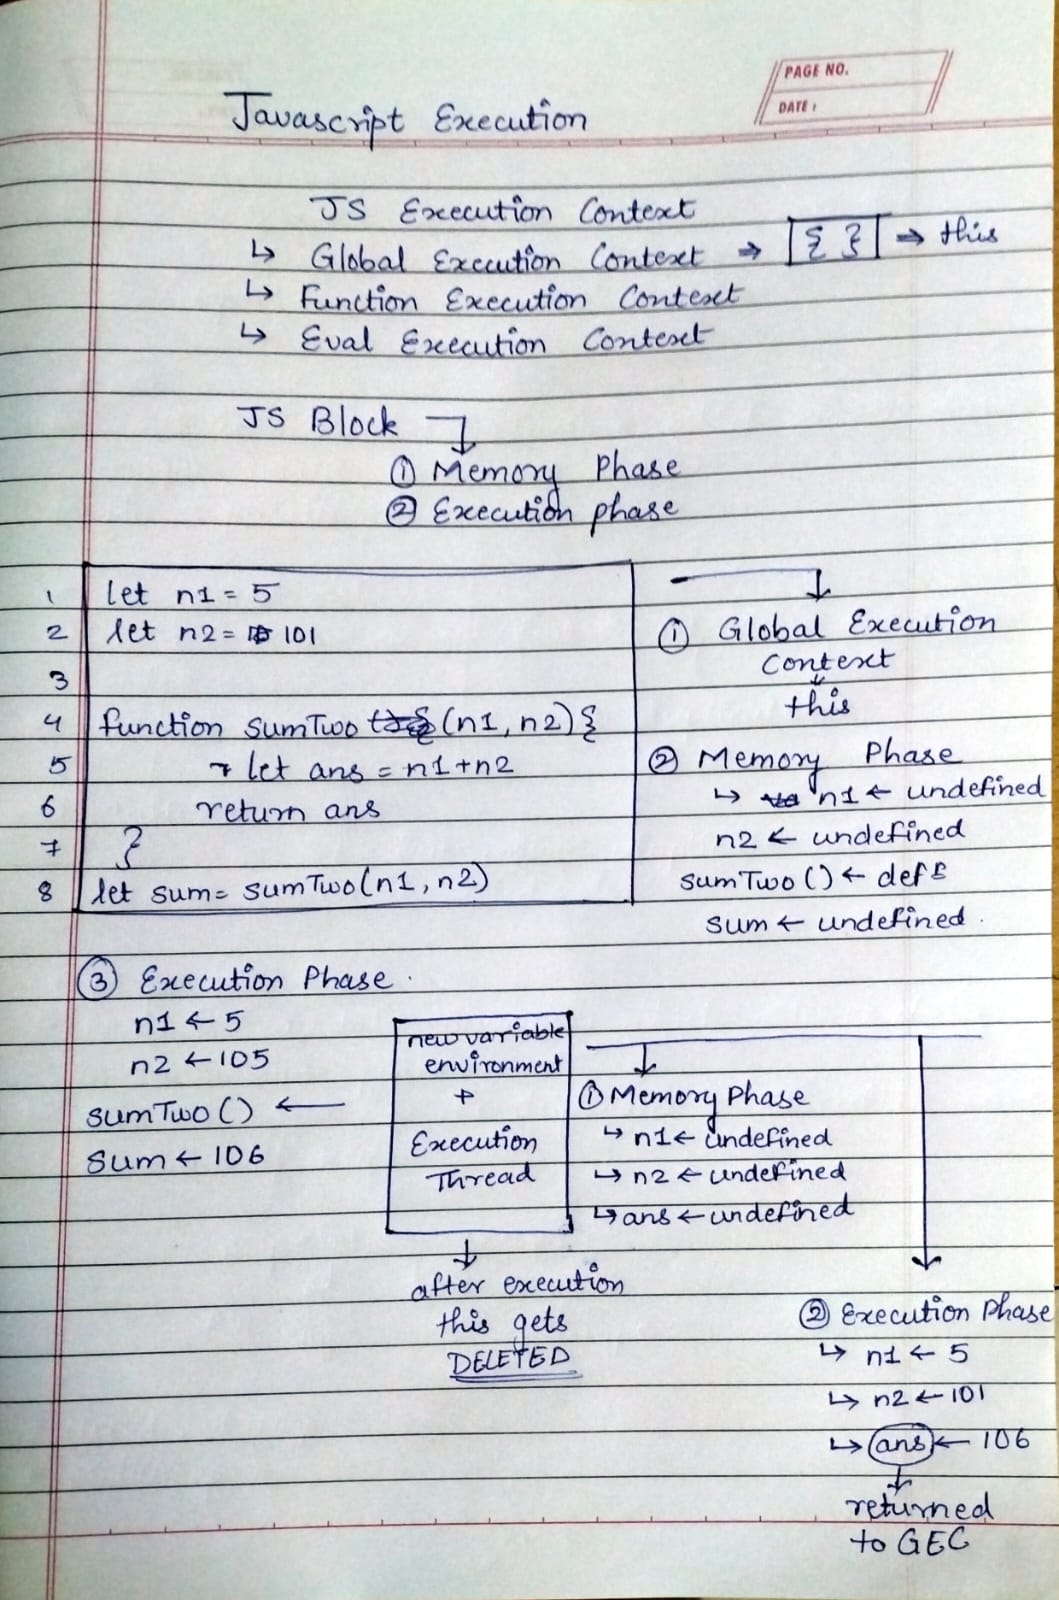 PAGE NO.
DATE :
Javascript Execution
JS Execution Context
↳ Global Execution Context ⇒ [{ }] ⇒ this
↳ Function Execution Context
↳ Eval Execution Context
JS Block
① Memory Phase
② Execution phase
1 let n1 = 5
2 let n2 = 101
3
4 function sumTwo (n1, n2) {
5 let ans = n1+n2
6 return ans
7 }
8 let sum = sumTwo(n1, n2)
① Global Execution
Context
↓
this
② Memory Phase
↳ n1 ← undefined
n2 ← undefined
sumTwo () ← def
sum ← undefined.
③ Execution Phase.
n1 ← 5
n2 ← 105
sumTwo () ←
sum ← 106
new variable
environment
+
Execution
Thread
↓
after execution
this gets
DELETED
① Memory Phase
↳ n1 ← undefined
↳ n2 ← undefined
↳ ans ← undefined
② Execution Phase
↳ n1 ← 5
↳ n2 ← 101
↳ ans ← 106
↓
returned
to GEC